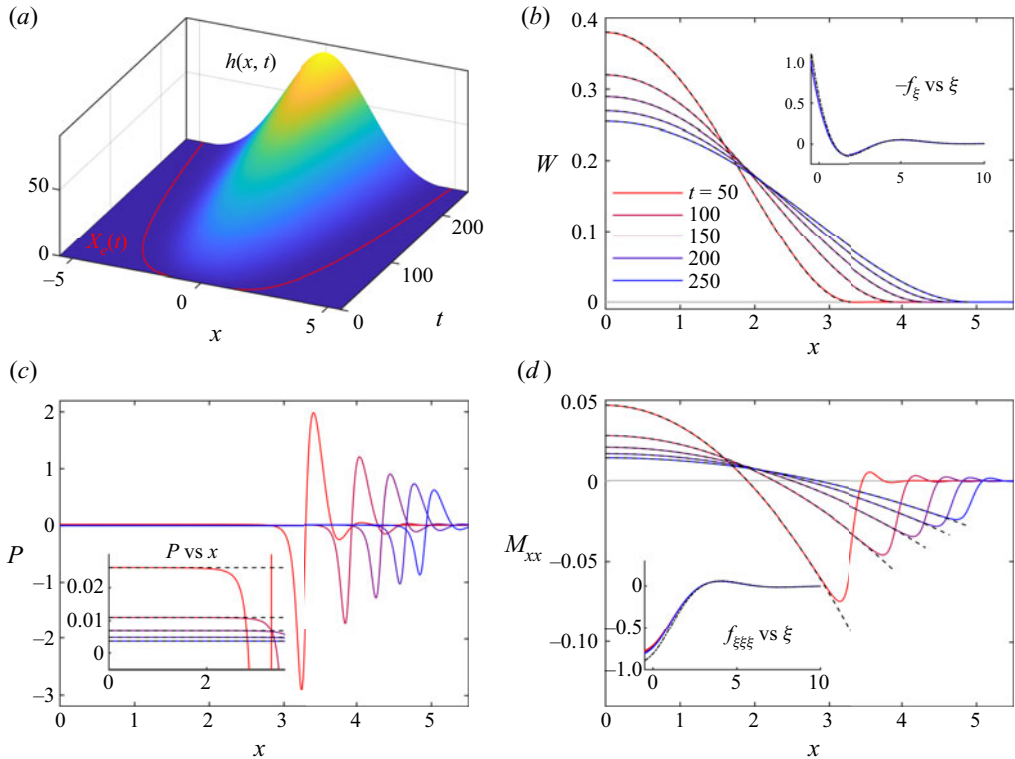 (a)
h(x, t)
50
0
X_e(t)
−5
0
5
x
0
100
200
t
(b)
W
0.4
0.3
0.2
0.1
0
0 1 2 3 4 5
x
t = 50
100
150
200
250
1.0
0.5
0
0 5 10
−f_ξ vs ξ
(c)
P
2
1
0
−1
−2
−3
0 1 2 3 4 5
x
P vs x
0.02
0.01
0
0 2
(d)
M_xx
0.05
0
−0.05
−0.10
0 1 2 3 4 5
x
0
−0.5
−1.0
0 5 10
f_ξξξ vs ξ